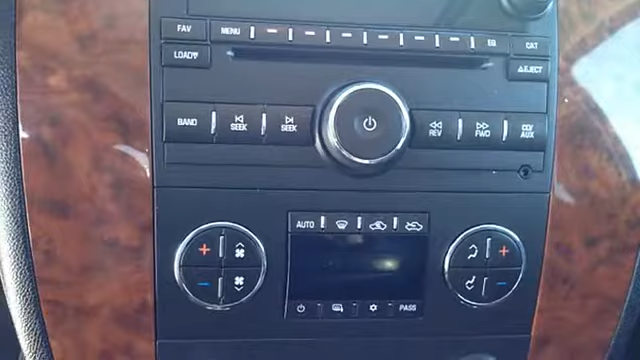 FAV MENU EQ CAT
LOAD EJECT
BAND SEEK SEEK REV FWD CD/AUX
AUTO
PASS